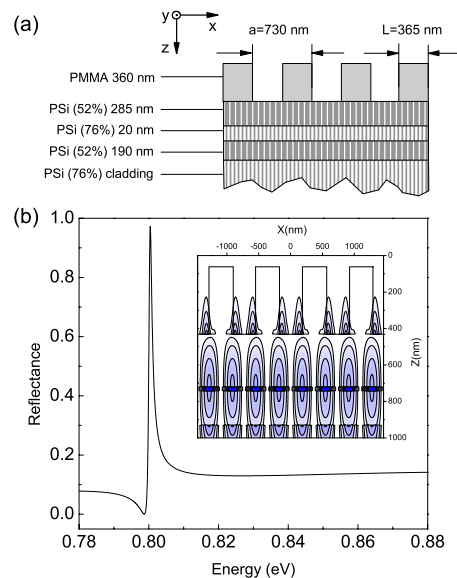 (a)
y
x
z
a=730 nm
L=365 nm
PMMA 360 nm
PSi (52%) 285 nm
PSi (76%) 20 nm
PSi (52%) 190 nm
PSi (76%) cladding
(b)
1.0
0.8
0.6
0.4
0.2
0.0
Reflectance
X(nm)
-1000 -500 0 500 1000
0
200
400
600
800
1000
Z(nm)
0.78 0.80 0.82 0.84 0.86 0.88
Energy (eV)